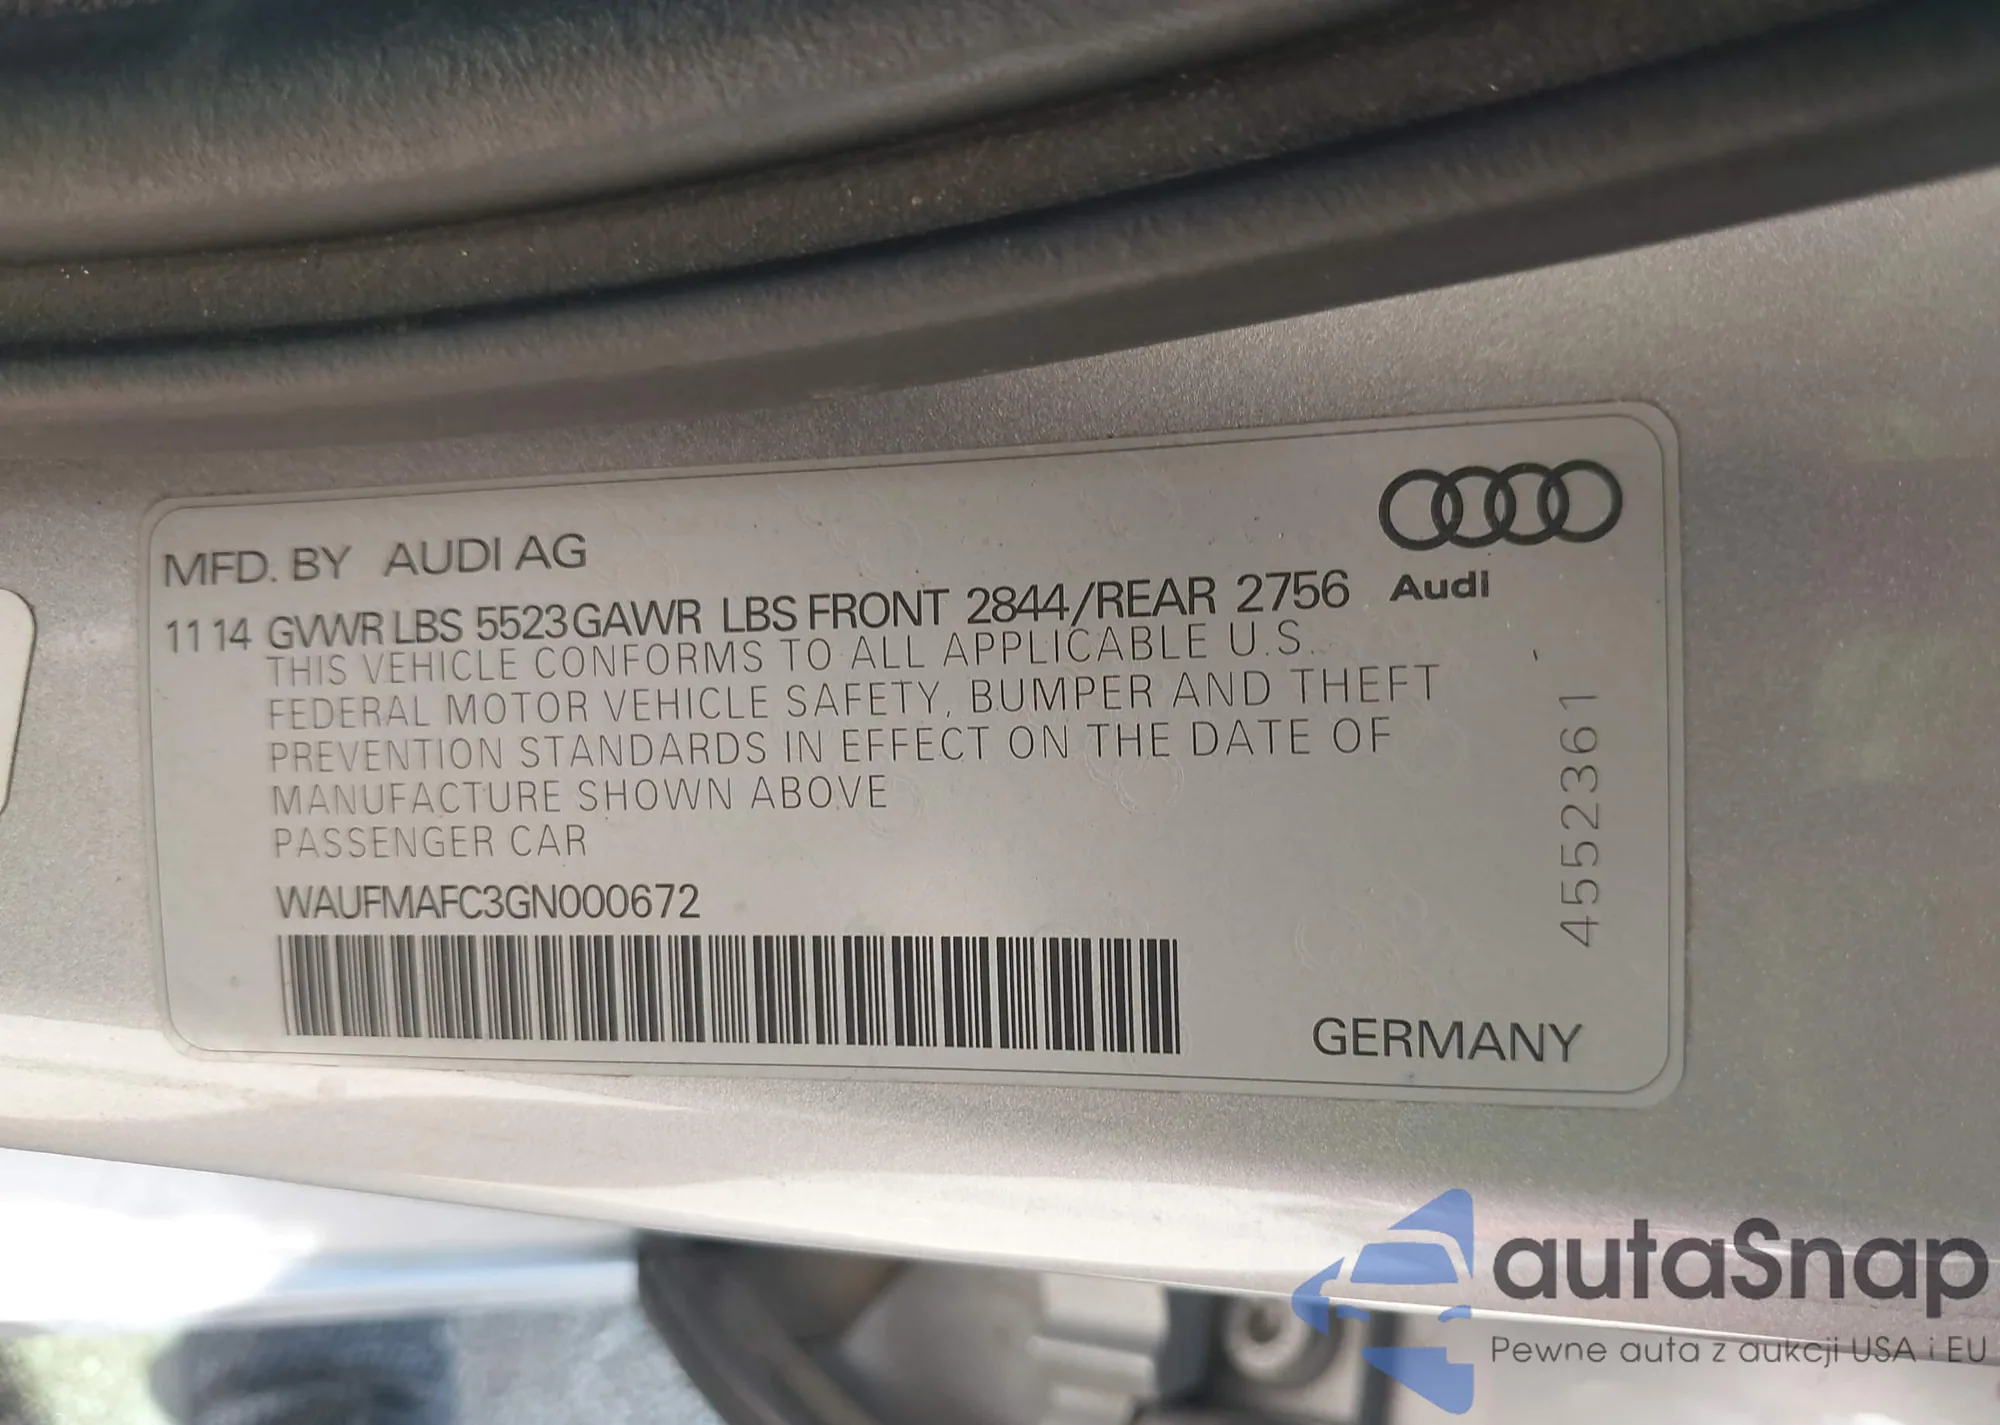 MFD. BY AUDI AG
Audi
11 14 GVWR LBS 5523 GAWR LBS FRONT 2844/REAR 2756
THIS VEHICLE CONFORMS TO ALL APPLICABLE U.S.
FEDERAL MOTOR VEHICLE SAFETY, BUMPER AND THEFT
PREVENTION STANDARDS IN EFFECT ON THE DATE OF
MANUFACTURE SHOWN ABOVE
PASSENGER CAR
WAUFMAFC3GN000672
4552361
GERMANY
autaSnap
Pewne auta z aukcji USA i EU